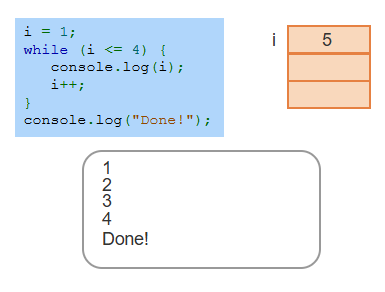 i = 1;
while (i <= 4) {
   console.log(i);
   i++;
}
console.log("Done!");
i 5
1
2
3
4
Done!